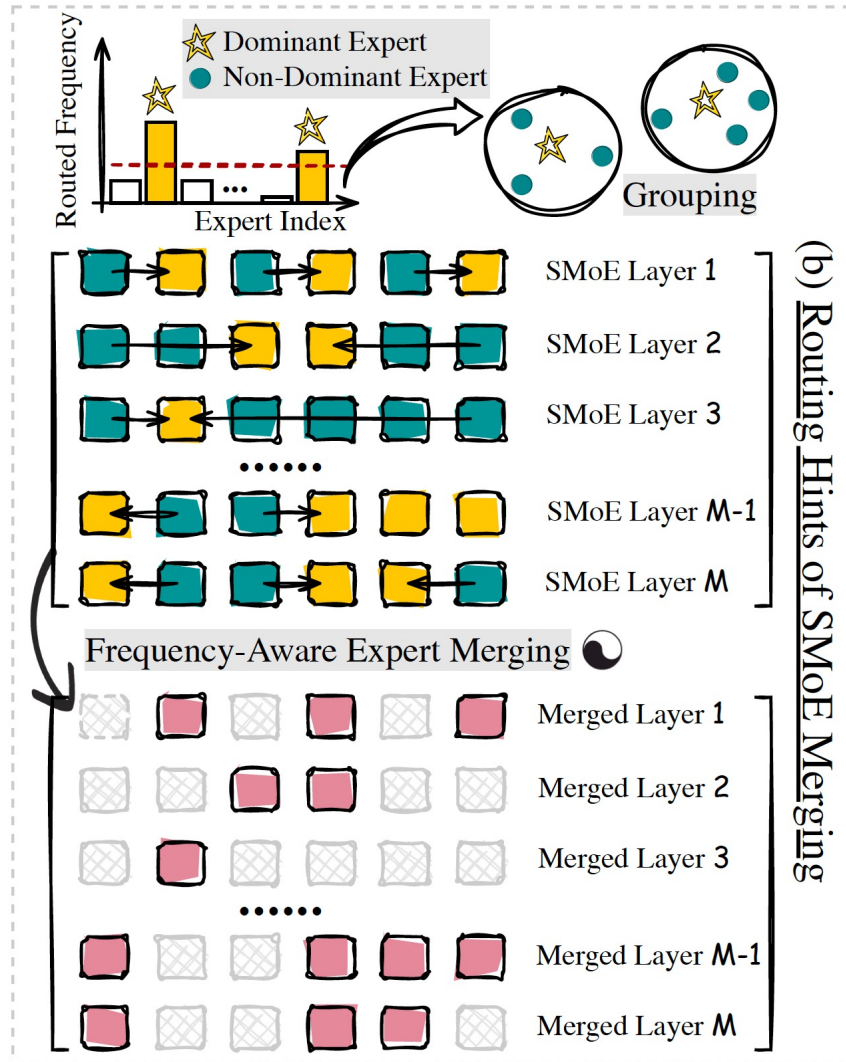 Routed Frequency
Dominant Expert
Non-Dominant Expert
...
Expert Index
Grouping
SMoE Layer 1
SMoE Layer 2
SMoE Layer 3
......
SMoE Layer M-1
SMoE Layer M
(b) Routing Hints of SMoE Merging
Frequency-Aware Expert Merging
Merged Layer 1
Merged Layer 2
Merged Layer 3
......
Merged Layer M-1
Merged Layer M